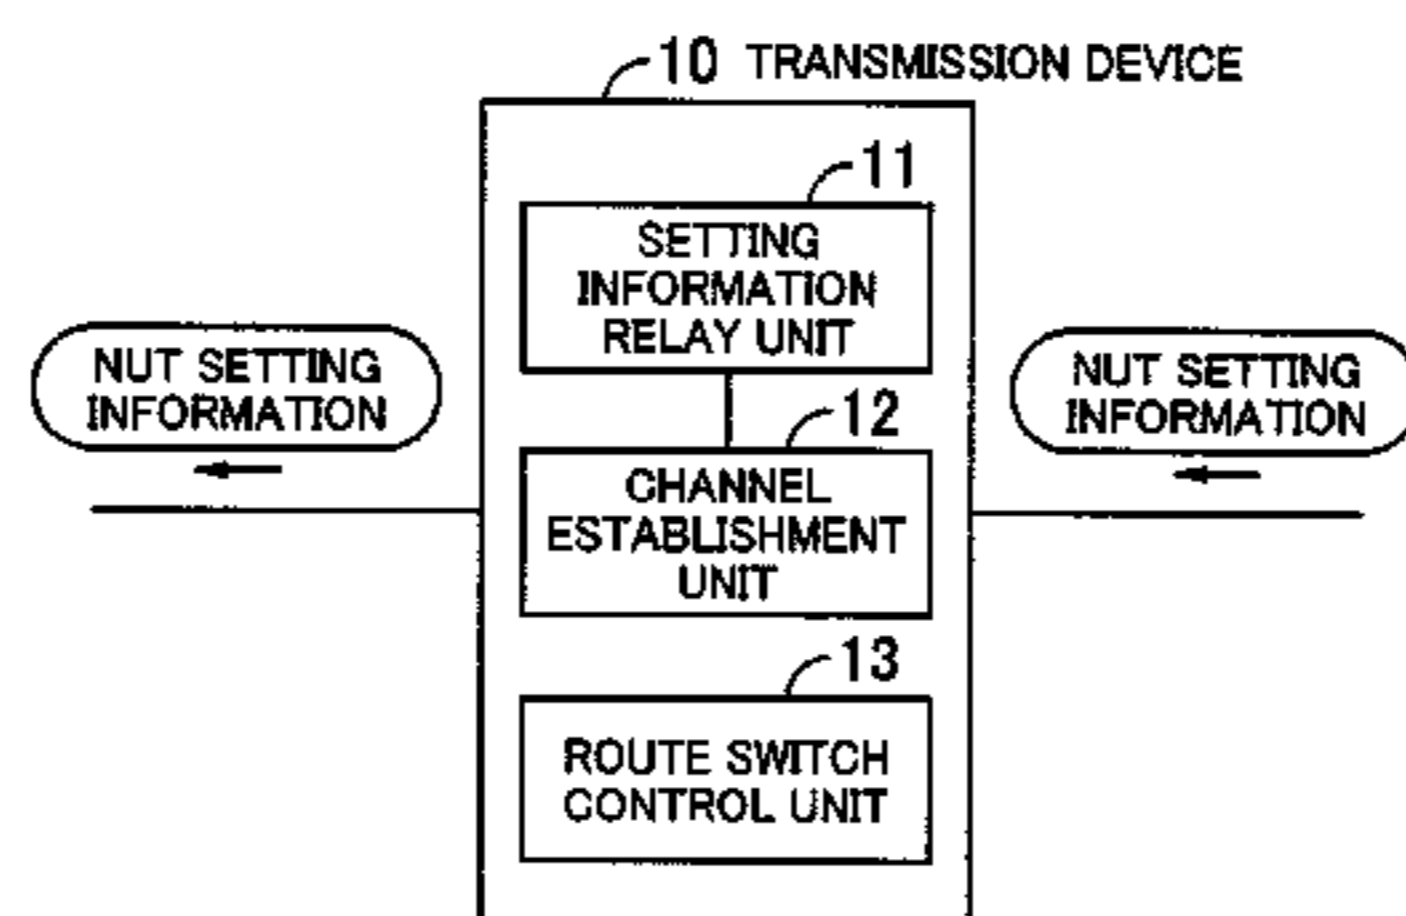 10 TRANSMISSION DEVICE
11
SETTING
INFORMATION
RELAY UNIT
NUT SETTING
INFORMATION
NUT SETTING
INFORMATION
12
CHANNEL
ESTABLISHMENT
UNIT
13
ROUTE SWITCH
CONTROL UNIT